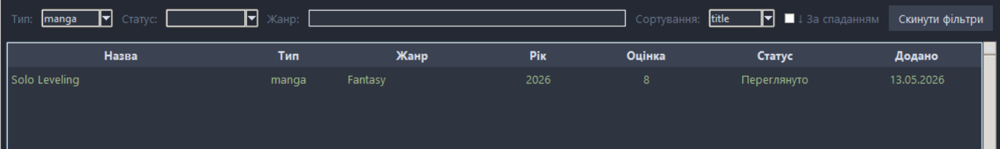 Тип: manga Статус: Жанр: Сортування: title ↓ За спаданням Скинути фільтри
Назва Тип Жанр Рік Оцінка Статус Додано
Solo Leveling manga Fantasy 2026 8 Переглянуто 13.05.2026